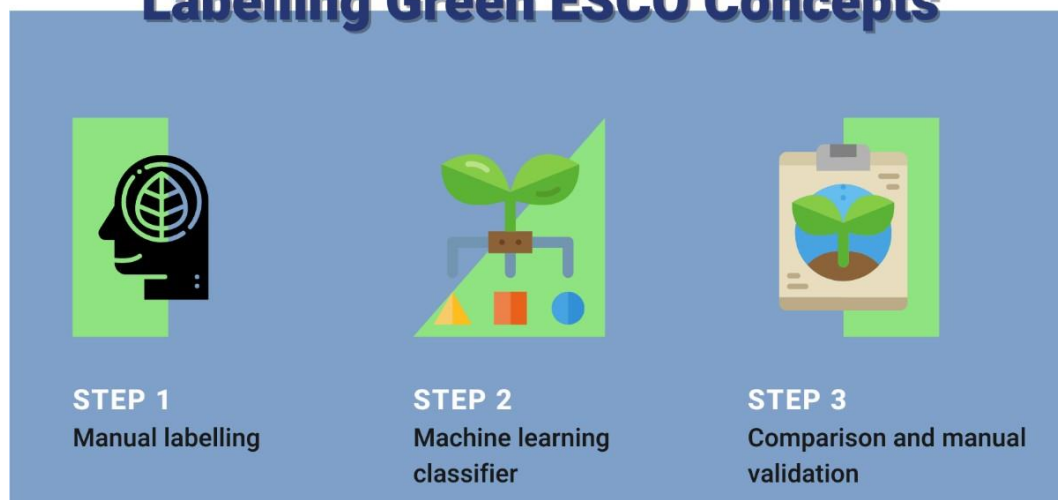 Labelling Green ESCO Concepts
STEP 1
Manual labelling
STEP 2
Machine learning
classifier
STEP 3
Comparison and manual
validation